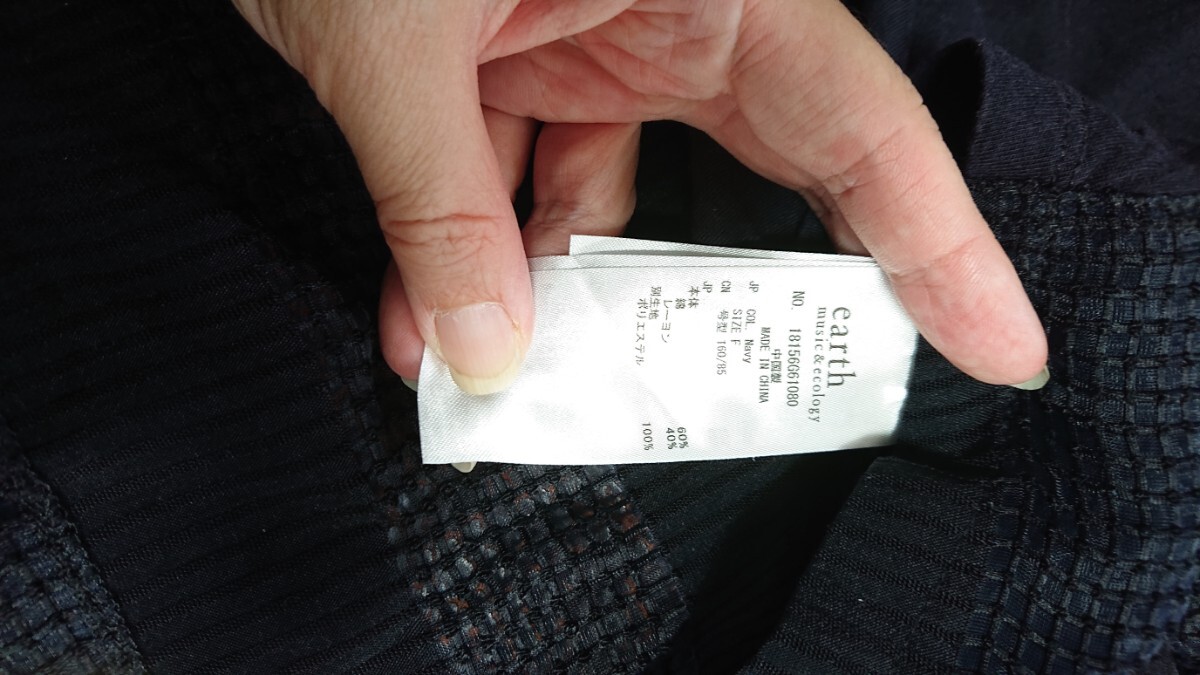 earth
music&ecology
NO. 18156G61080
中国製
MADE IN CHINA
JP COL. Navy
SIZE F
CN 号型 160/85
JP
本体
綿 60%
レーヨン 40%
別生地
ポリエステル 100%